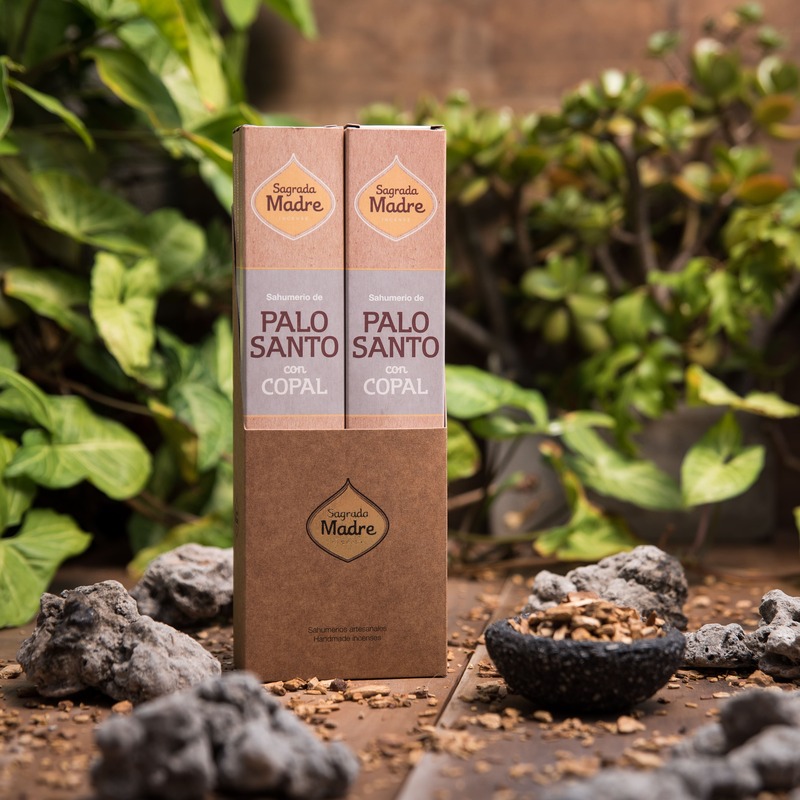 Sagrada
Madre
Sahumerio de
PALO
SANTO
con
COPAL
Sagrada
Madre
Sahumerio de
PALO
SANTO
con
COPAL
Sagrada
Madre
Sahumerios artesanales
Handmade incenses